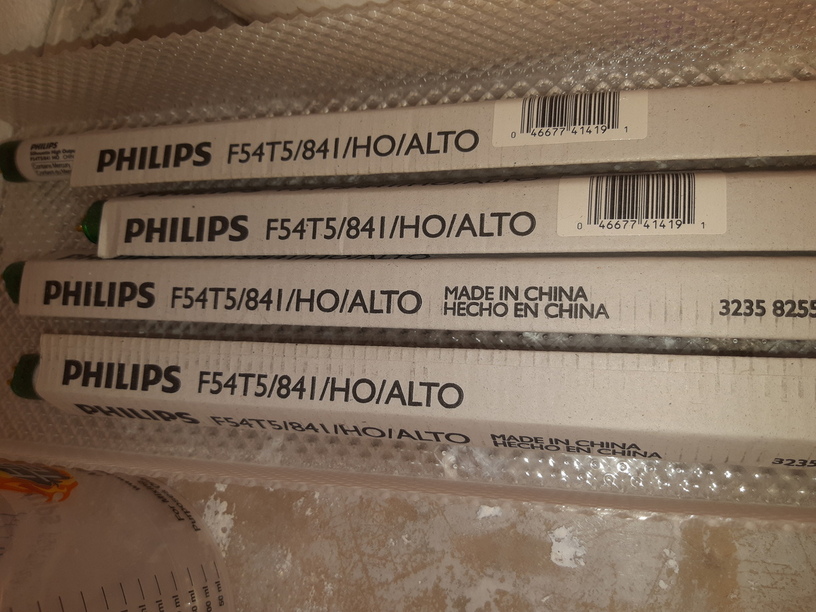 PHILIPS
PHILIPS F54T5/841/HO/ALTO
0 46677 41419 1
PHILIPS F54T5/841/HO/ALTO
0 46677 41419 1
PHILIPS F54T5/841/HO/ALTO MADE IN CHINA
HECHO EN CHINA
3235 8255
PHILIPS F54T5/841/HO/ALTO
PHILIPS F54T5/841/HO/ALTO MADE IN CHINA
HECHO EN CHINA
3235